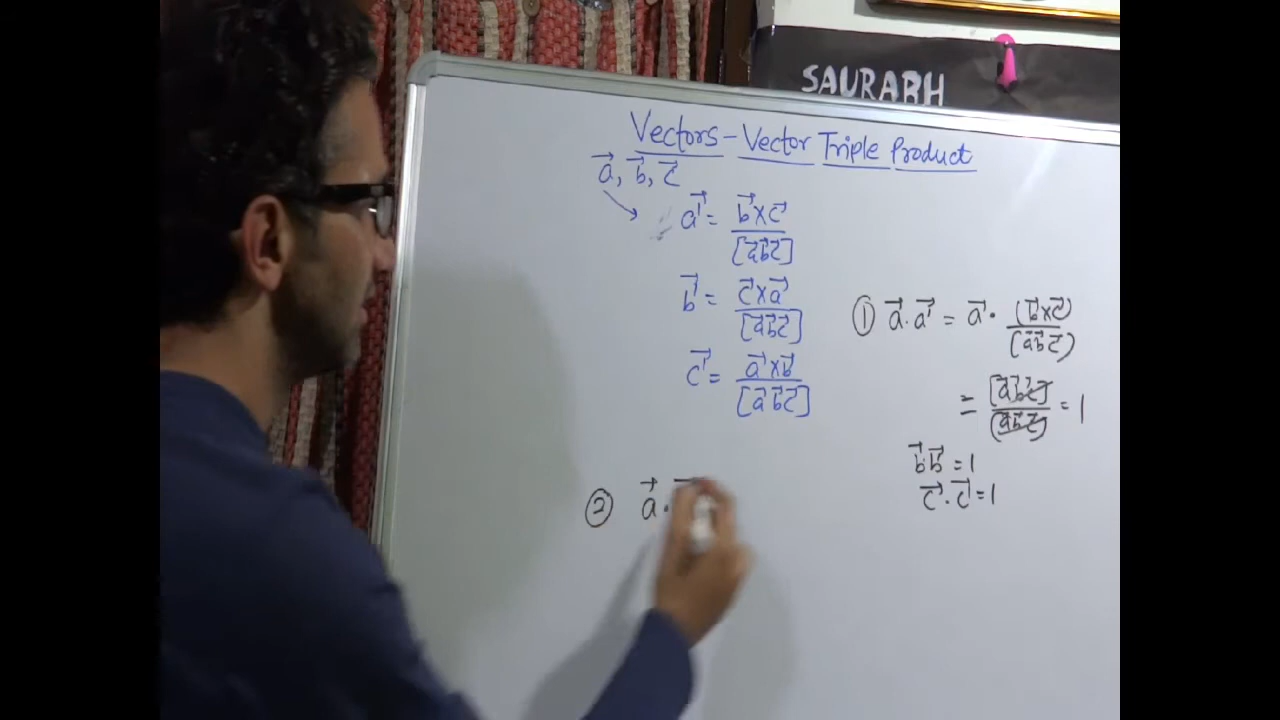 SAURABH
Vectors - Vector Triple Product
a⃗, b⃗, c⃗
a⃗' = b⃗×c⃗ / [a⃗ b⃗ c⃗]
b⃗' = c⃗×a⃗ / [a⃗ b⃗ c⃗]
c⃗' = a⃗×b⃗ / [a⃗ b⃗ c⃗]
① a⃗.a⃗' = a⃗ · (b⃗×c⃗) / [a⃗ b⃗ c⃗]
= [a⃗ b⃗ c⃗] / [a⃗ b⃗ c⃗] = 1
b⃗.b⃗' = 1
c⃗.c⃗' = 1
② a⃗ .